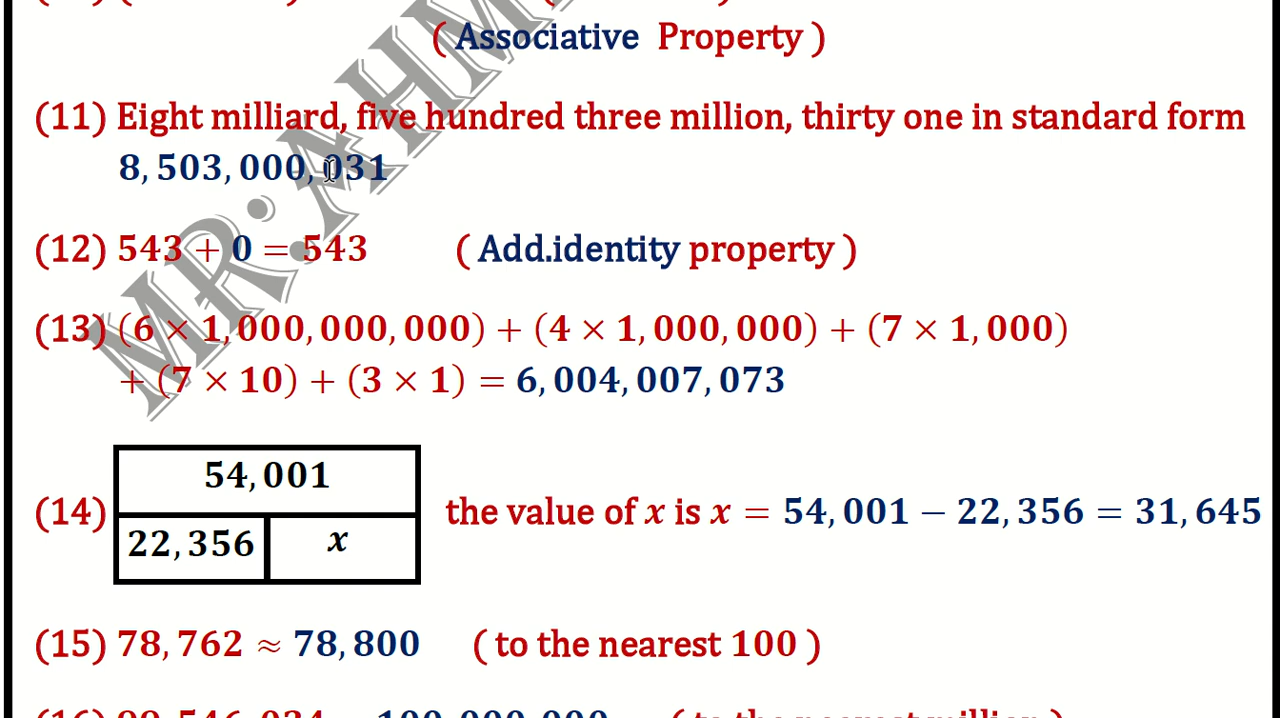 ( Associative Property )
(11) Eight milliard, five hundred three million, thirty one in standard form
8,503,000,031
(12) 543 + 0 = 543 ( Add.identity property )
(13) (6 × 1,000,000,000) + (4 × 1,000,000) + (7 × 1,000)
+ (7 × 10) + (3 × 1) = 6,004,007,073
54,001
(14) the value of x is x = 54,001 − 22,356 = 31,645
22,356 x
(15) 78,762 ≈ 78,800 ( to the nearest 100 )
MR:AHM